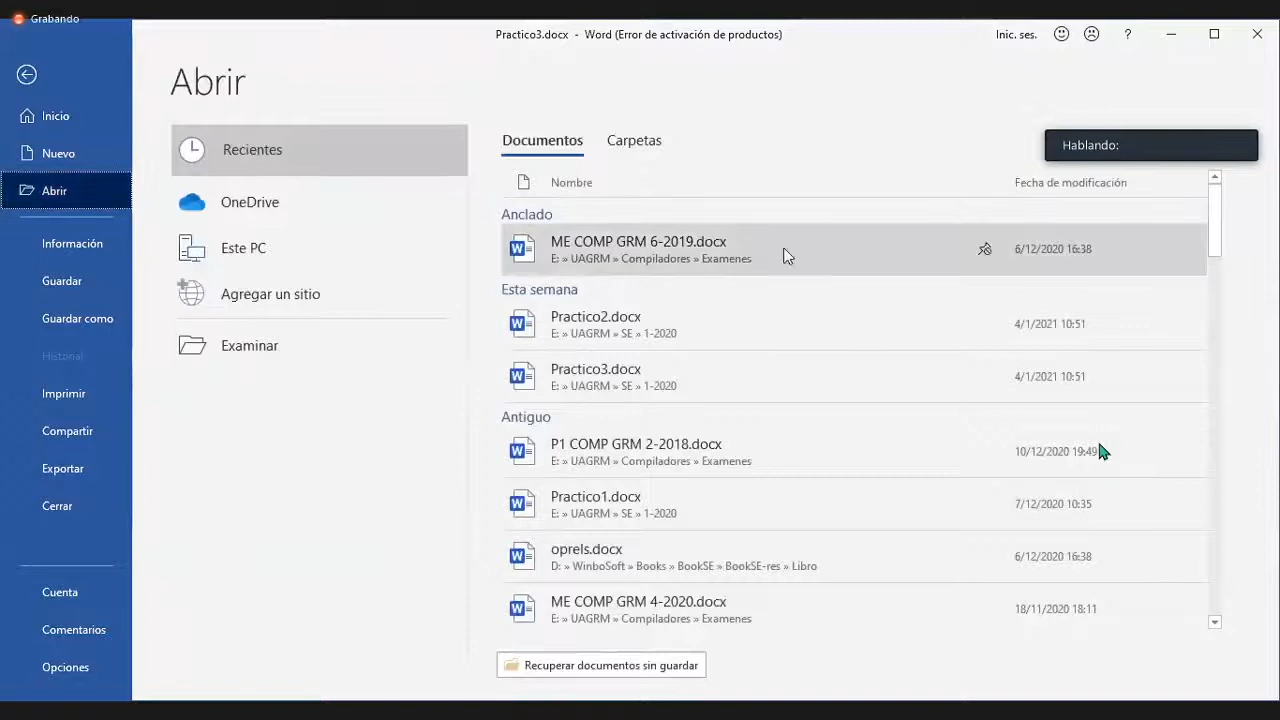 Grabando
Practico3.docx - Word (Error de activación de productos)
Inic. ses.
?
Abrir
Inicio
Nuevo
Abrir
Información
Guardar
Guardar como
Historial
Imprimir
Compartir
Exportar
Cerrar
Cuenta
Comentarios
Opciones
Recientes
OneDrive
Este PC
Agregar un sitio
Examinar
Documentos Carpetas
Hablando:
Nombre Fecha de modificación
Anclado
ME COMP GRM 6-2019.docx
E: » UAGRM » Compiladores » Examenes
6/12/2020 16:38
Esta semana
Practico2.docx
E: » UAGRM » SE » 1-2020
4/1/2021 10:51
Practico3.docx
E: » UAGRM » SE » 1-2020
4/1/2021 10:51
Antiguo
P1 COMP GRM 2-2018.docx
E: » UAGRM » Compiladores » Examenes
10/12/2020 19:49
Practico1.docx
E: » UAGRM » SE » 1-2020
7/12/2020 10:35
oprels.docx
D: » WinboSoft » Books » BookSE » BookSE-res » Libro
6/12/2020 16:38
ME COMP GRM 4-2020.docx
E: » UAGRM » Compiladores » Examenes
18/11/2020 18:11
Recuperar documentos sin guardar